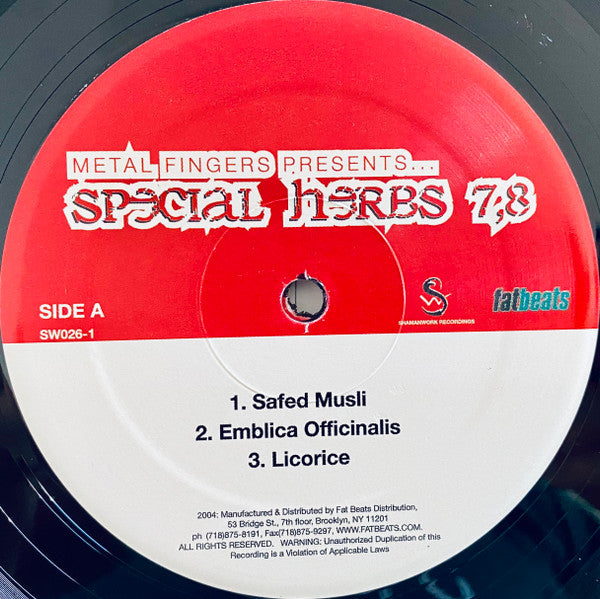 METAL FINGERS PRESENTS...
SPECIAL HERBS 7,8
SIDE A
SW026-1
SHAMANWORK RECORDINGS
fatbeats
1. Safed Musli
2. Emblica Officinalis
3. Licorice
2004: Manufactured & Distributed by Fat Beats Distribution,
53 Bridge St., 7th floor, Brooklyn, NY 11201
ph (718)875-8191, Fax(718)875-9297, WWW.FATBEATS.COM.
ALL RIGHTS RESERVED. WARNING: Unauthorized Duplication of this
Recording is a Violation of Applicable Laws